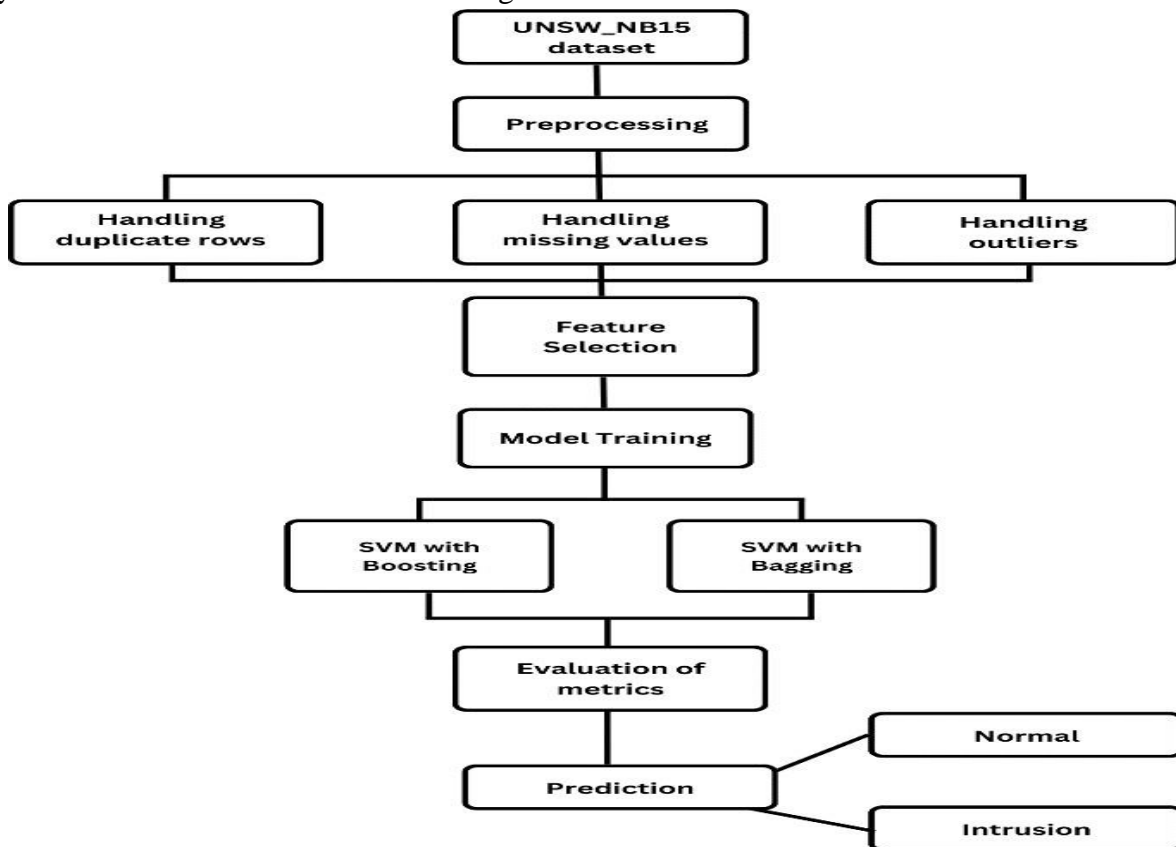 UNSW_NB15
dataset
Preprocessing
Handling
duplicate rows
Handling
missing values
Handling
outliers
Feature
Selection
Model Training
SVM with
Boosting
SVM with
Bagging
Evaluation of
metrics
Normal
Prediction
Intrusion